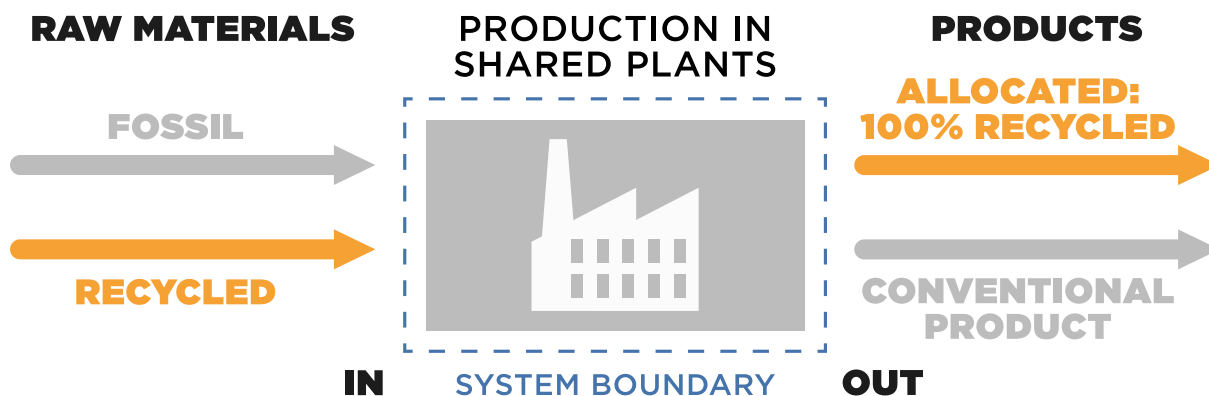 RAW MATERIALS
PRODUCTION IN
SHARED PLANTS
PRODUCTS
FOSSIL
RECYCLED
ALLOCATED:
100% RECYCLED
CONVENTIONAL
PRODUCT
IN
SYSTEM BOUNDARY
OUT